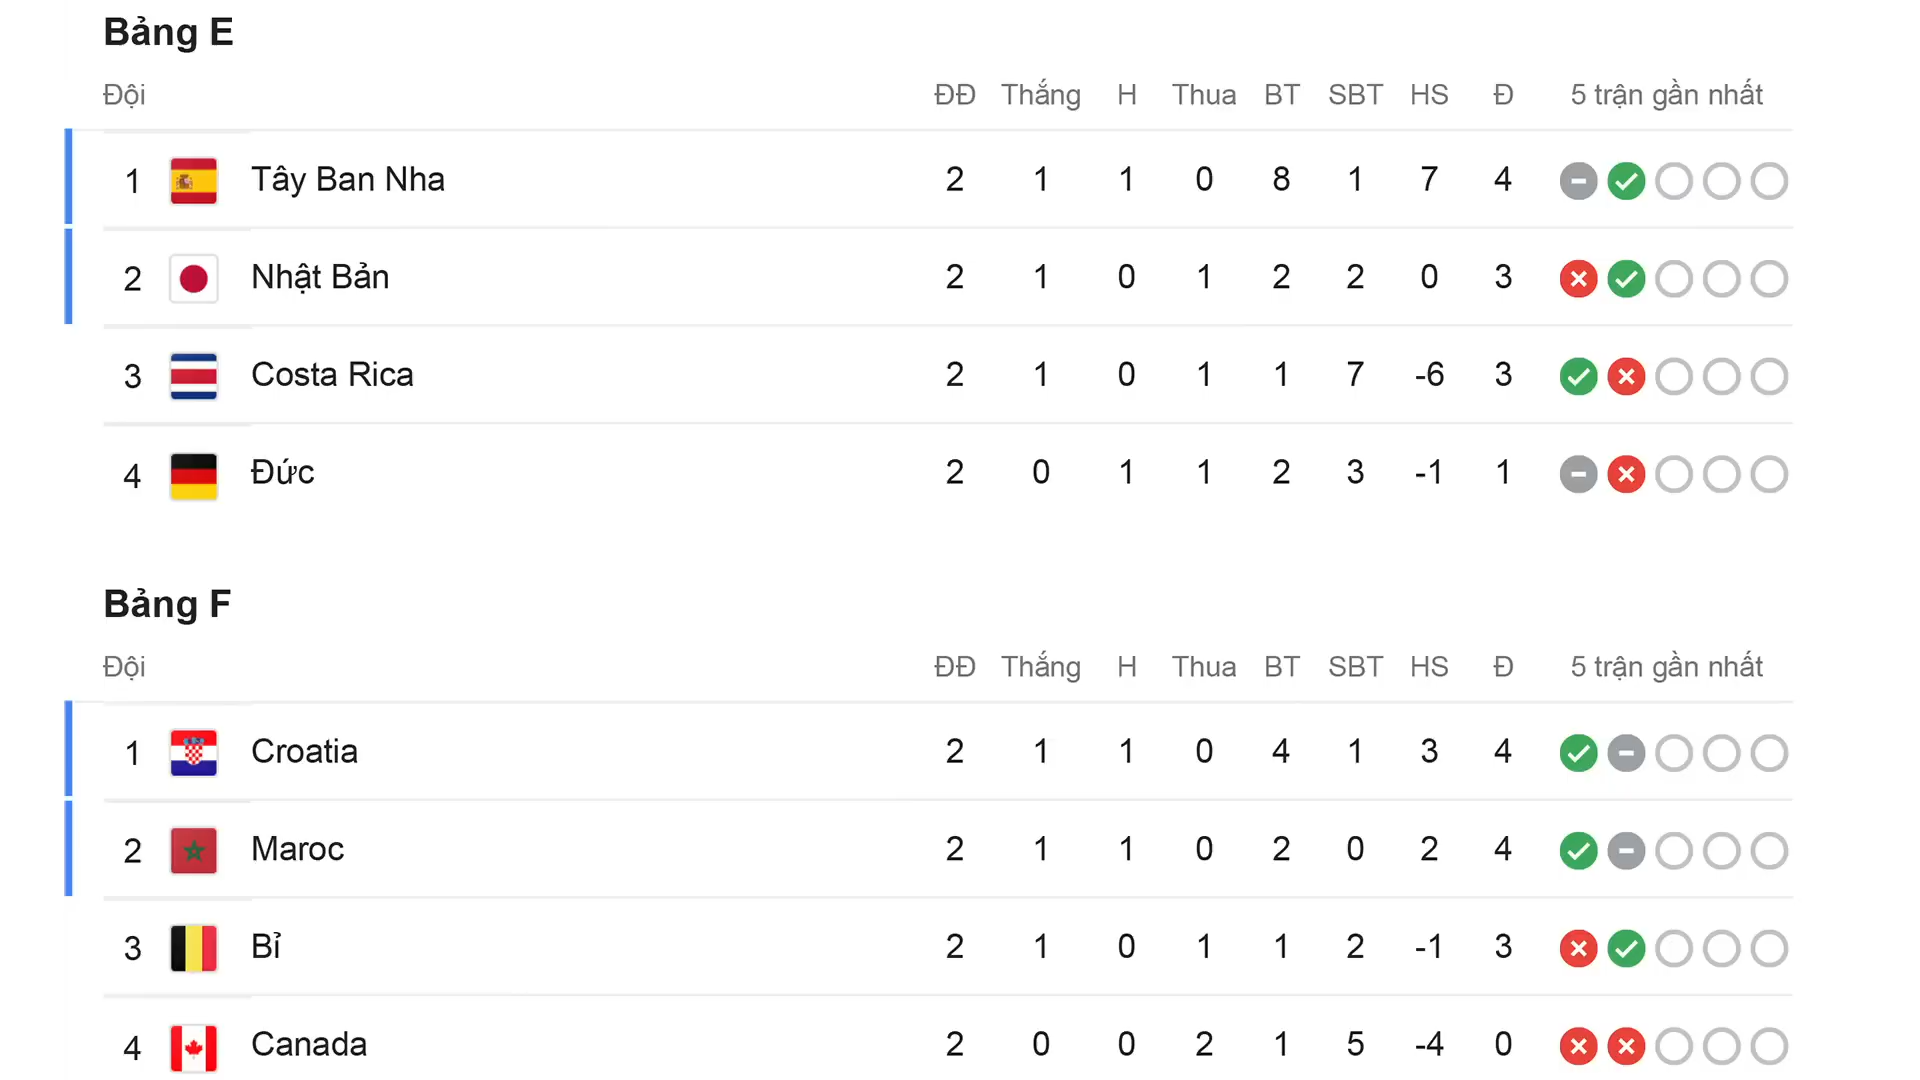 Bảng E
Đội ĐĐ Thắng H Thua BT SBT HS Đ 5 trận gần nhất
1 Tây Ban Nha 2 1 1 0 8 1 7 4
2 Nhật Bản 2 1 0 1 2 2 0 3
3 Costa Rica 2 1 0 1 1 7 -6 3
4 Đức 2 0 1 1 2 3 -1 1
Bảng F
Đội ĐĐ Thắng H Thua BT SBT HS Đ 5 trận gần nhất
1 Croatia 2 1 1 0 4 1 3 4
2 Maroc 2 1 1 0 2 0 2 4
3 Bỉ 2 1 0 1 1 2 -1 3
4 Canada 2 0 0 2 1 5 -4 0